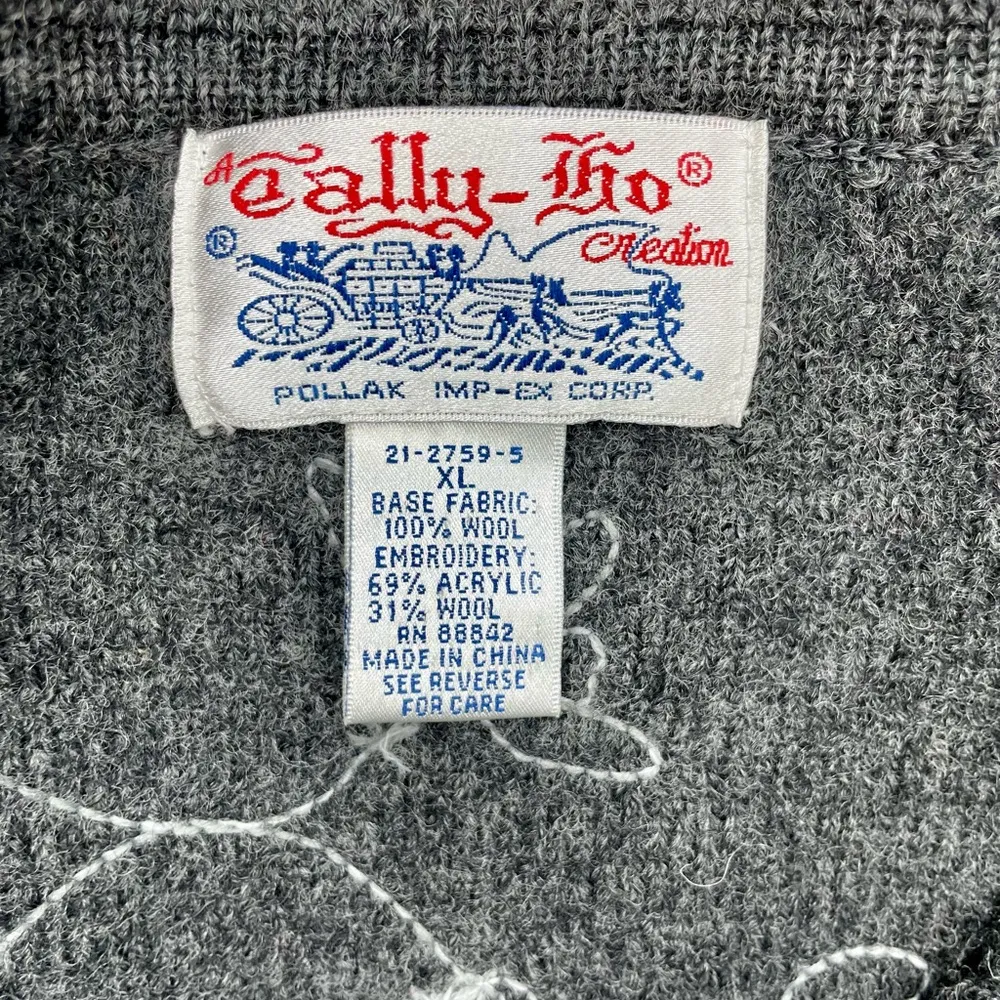 A Tally-Ho ®
Creation
®
POLLAK IMP-EX CORP.
21-2759-5
XL
BASE FABRIC:
100% WOOL
EMBROIDERY:
69% ACRYLIC
31% WOOL
RN 88842
MADE IN CHINA
SEE REVERSE
FOR CARE